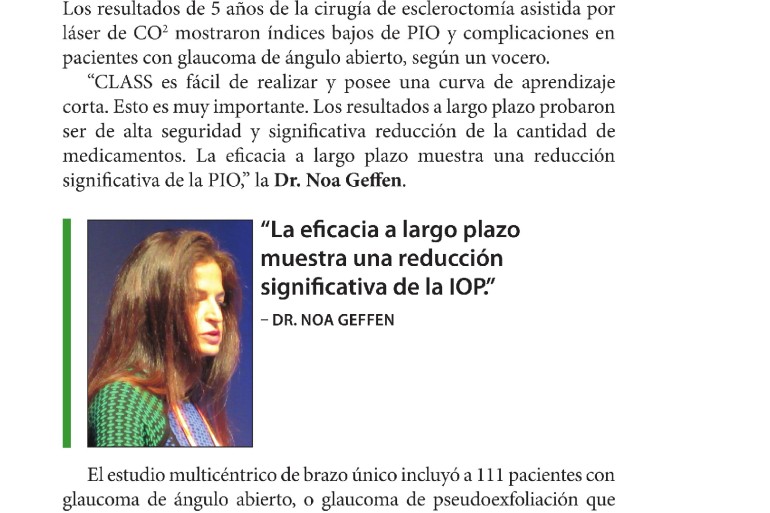 Los resultados de 5 años de la cirugía de escleroctomía asistida por
láser de CO² mostraron índices bajos de PIO y complicaciones en
pacientes con glaucoma de ángulo abierto, según un vocero.
“CLASS es fácil de realizar y posee una curva de aprendizaje
corta. Esto es muy importante. Los resultados a largo plazo probaron
ser de alta seguridad y significativa reducción de la cantidad de
medicamentos. La eficacia a largo plazo muestra una reducción
significativa de la PIO,” la Dr. Noa Geffen.
“La eficacia a largo plazo
muestra una reducción
significativa de la IOP.”
– DR. NOA GEFFEN
El estudio multicéntrico de brazo único incluyó a 111 pacientes con
glaucoma de ángulo abierto, o glaucoma de pseudoexfoliación que